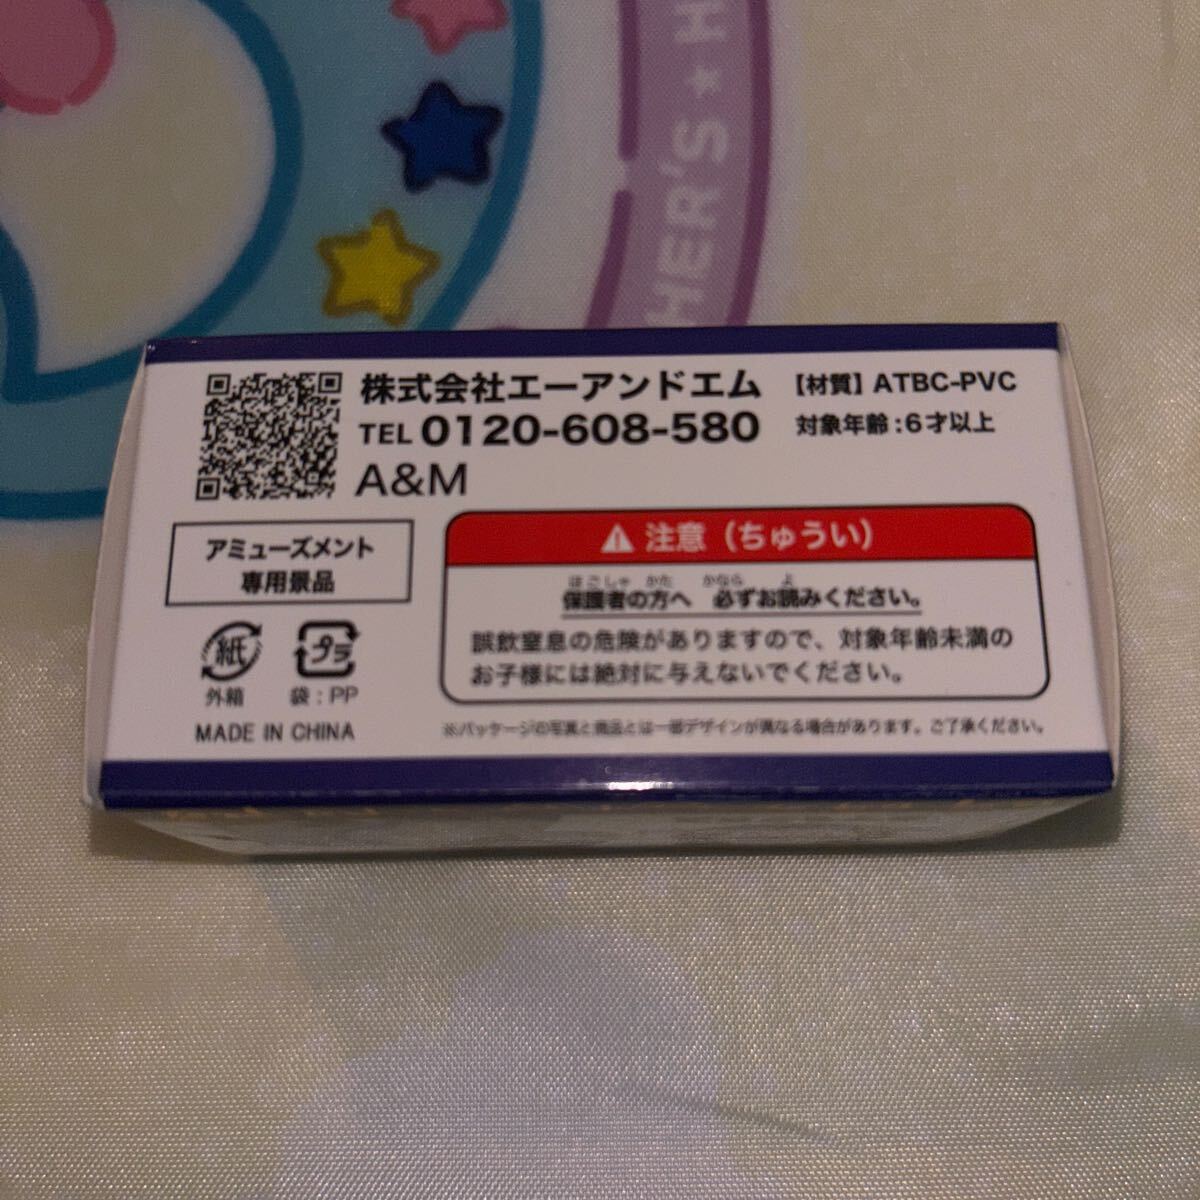 HER'S ★ H
株式会社エーアンドエム
TEL 0120-608-580
A&M
【材質】ATBC-PVC
対象年齢:6才以上
アミューズメント
専用景品
紙
外箱
プラ
袋:PP
MADE IN CHINA
注意(ちゅうい)
ほごしゃ かた かなら よ
保護者の方へ 必ずお読みください。
誤飲窒息の危険がありますので、対象年齢未満の
お子様には絶対に与えないでください。
※パッケージの写真と商品とは一部デザインが異なる場合があります。ご了承ください。